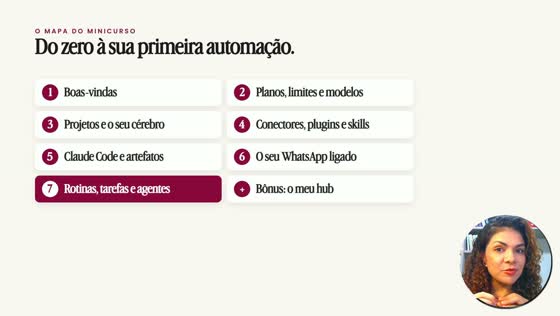 O MAPA DO MINICURSO
Do zero à sua primeira automação.
1 Boas-vindas
2 Planos, limites e modelos
3 Projetos e o seu cérebro
4 Conectores, plugins e skills
5 Claude Code e artefatos
6 O seu WhatsApp ligado
7 Rotinas, tarefas e agentes
+ Bônus: o meu hub